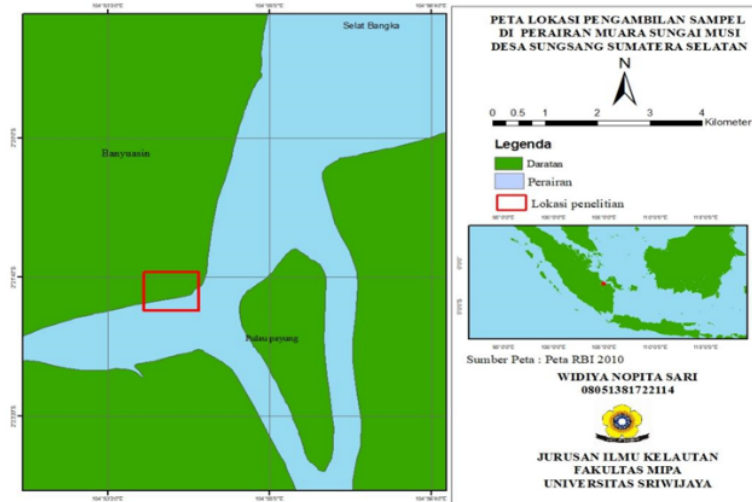 Selat Bangka
Banyuasin
Pulau payung
PETA LOKASI PENGAMBILAN SAMPEL
DI PERAIRAN MUARA SUNGAI MUSI
DESA SUNGSANG SUMATERA SELATAN
N
0 0.5 1 2 3 4
Kilometer
Legenda
Daratan
Perairan
Lokasi penelitian
Sumber Peta : Peta RBI 2010
WIDIYA NOPITA SARI
08051381722114
JURUSAN ILMU KELAUTAN
FAKULTAS MIPA
UNIVERSITAS SRIWIJAYA